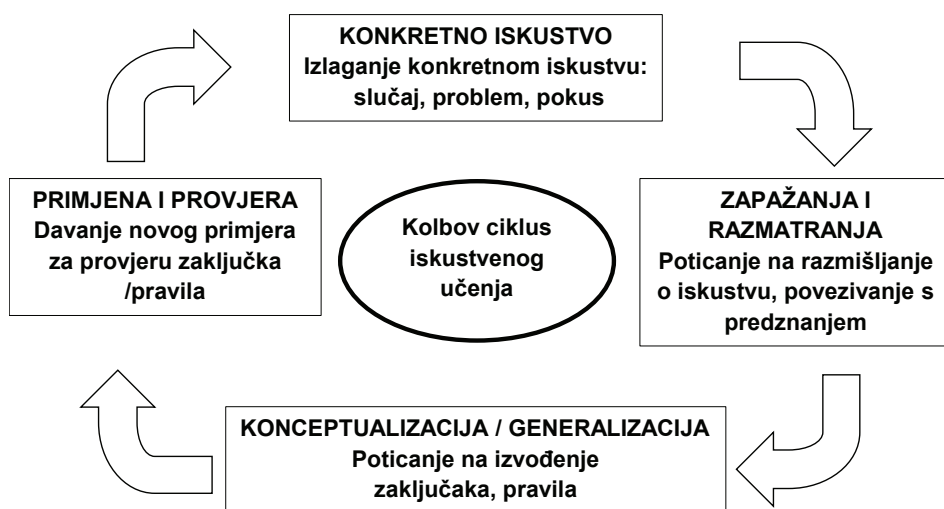 KONKRETNO ISKUSTVO
Izlaganje konkretnom iskustvu:
slučaj, problem, pokus
PRIMJENA I PROVJERA
Davanje novog primjera
za provjeru zaključka
/pravila
Kolbov ciklus
iskustvenog
učenja
ZAPAŽANJA I
RAZMATRANJA
Poticanje na razmišljanje
o iskustvu, povezivanje s
predznanjem
KONCEPTUALIZACIJA / GENERALIZACIJA
Poticanje na izvođenje
zaključaka, pravila